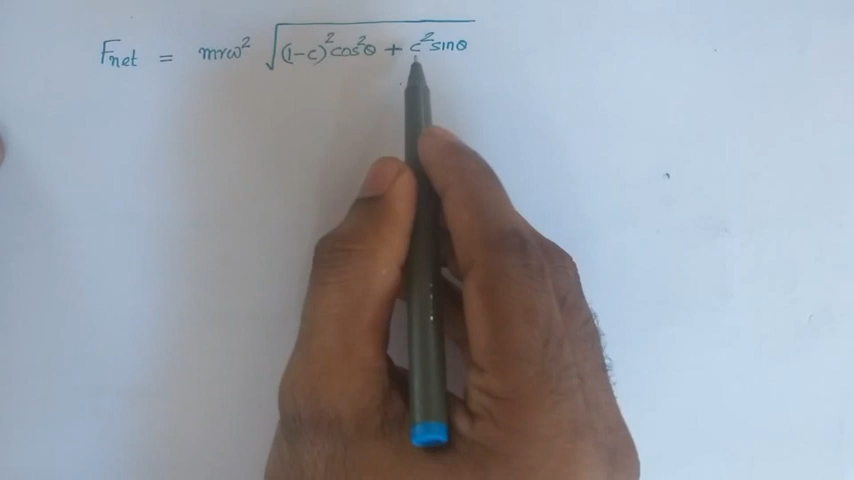 Fnet = mrω² √((1-c)²cos²θ + c²sinθ)